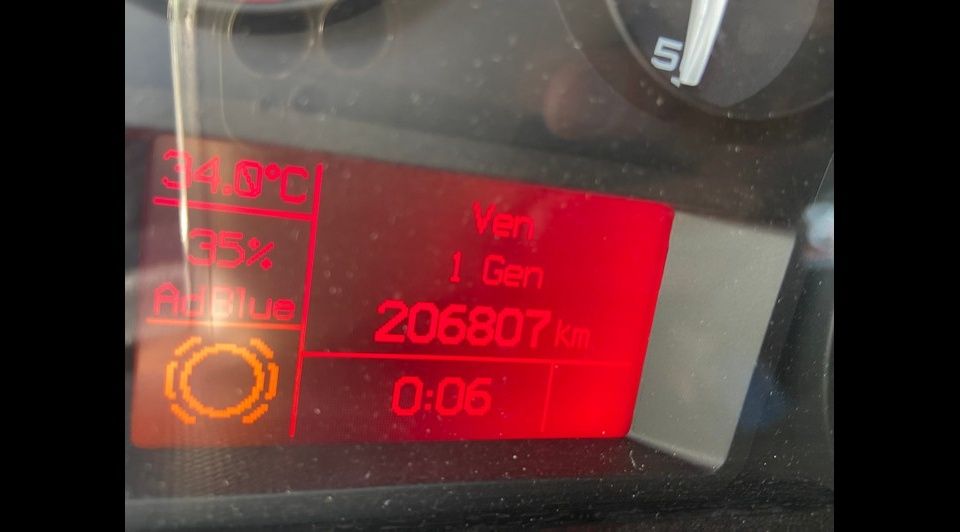 5
34.0°C
35%
AdBlue
Ven
1 Gen
206807 Km
0:06